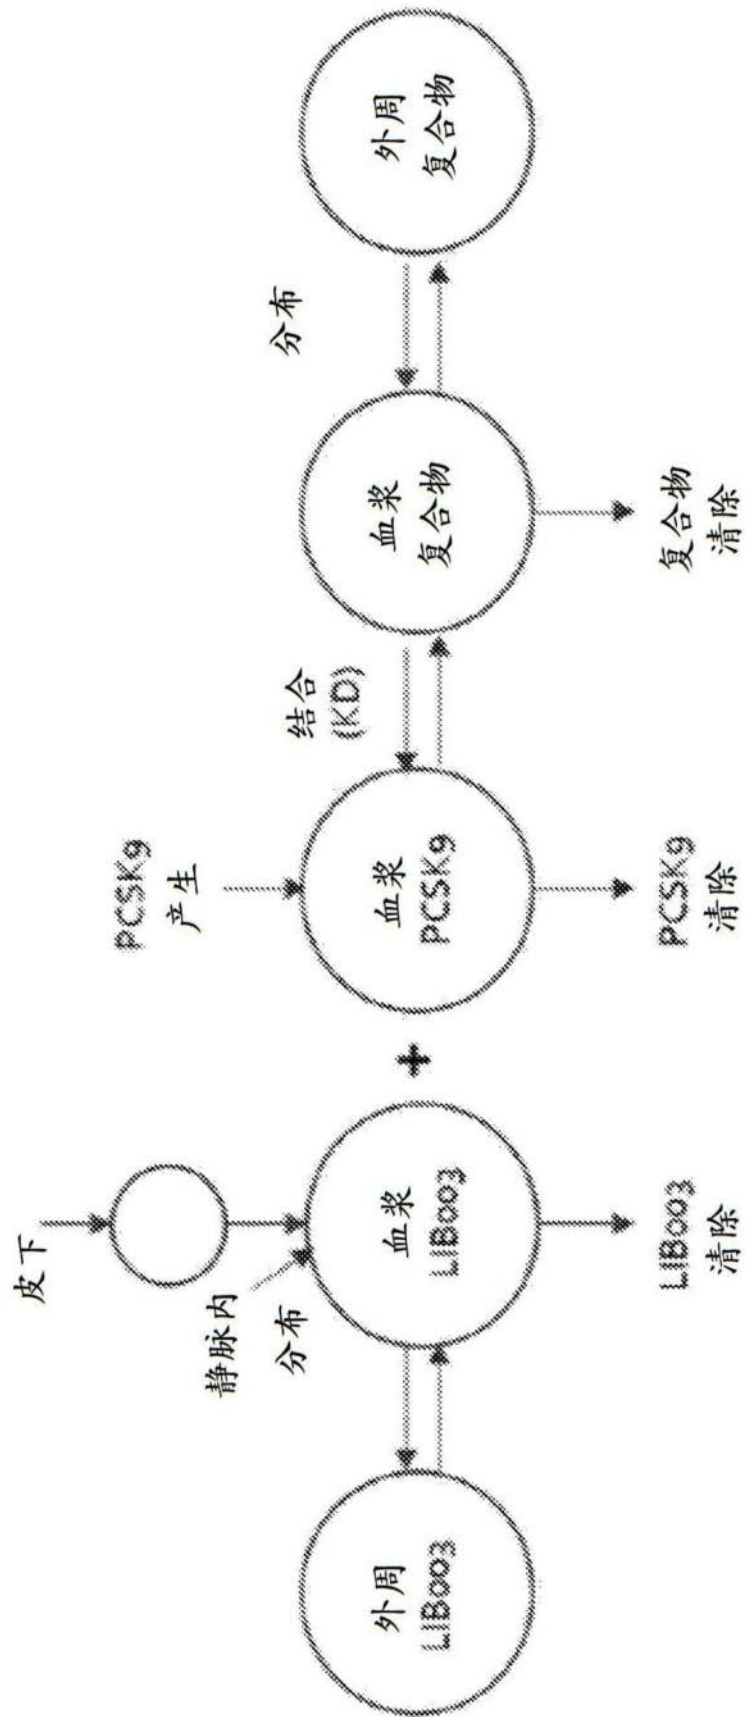 皮下
静脉内
分布
外周
LIB003
血浆
LIB003
LIB003
清除
+
PCSK9
产生
血浆
PCSK9
PCSK9
清除
结合
(KD)
血浆
复合物
复合物
清除
分布
外周
复合物